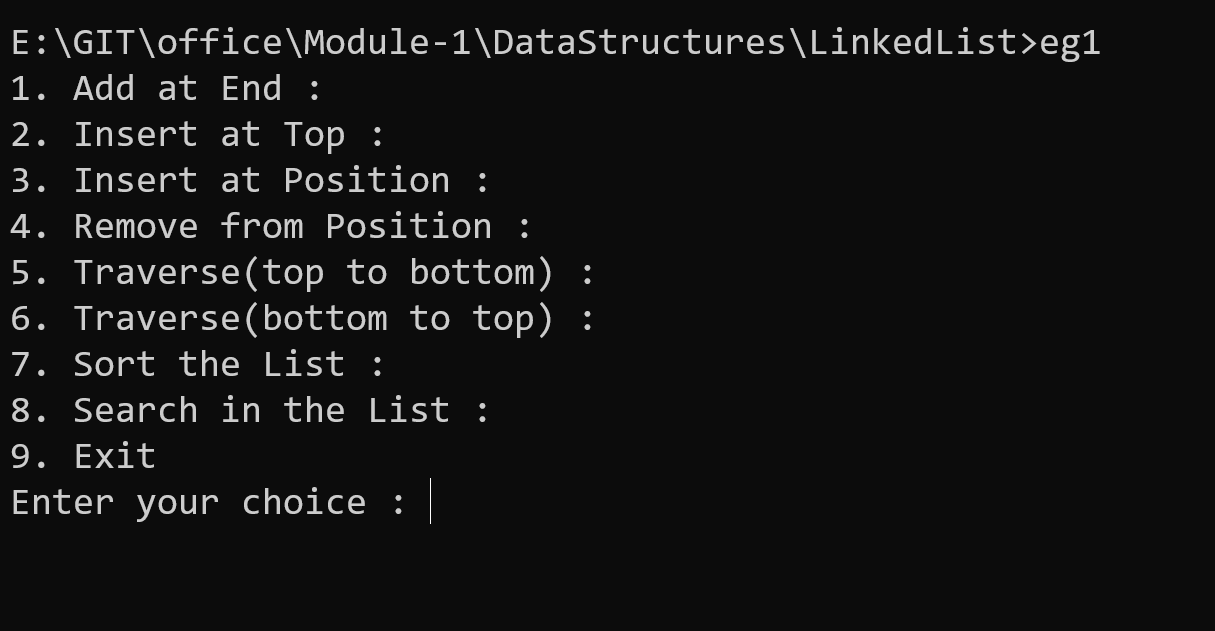 E:\GIT\office\Module-1\DataStructures\LinkedList>eg1
1. Add at End :
2. Insert at Top :
3. Insert at Position :
4. Remove from Position :
5. Traverse(top to bottom) :
6. Traverse(bottom to top) :
7. Sort the List :
8. Search in the List :
9. Exit
Enter your choice :